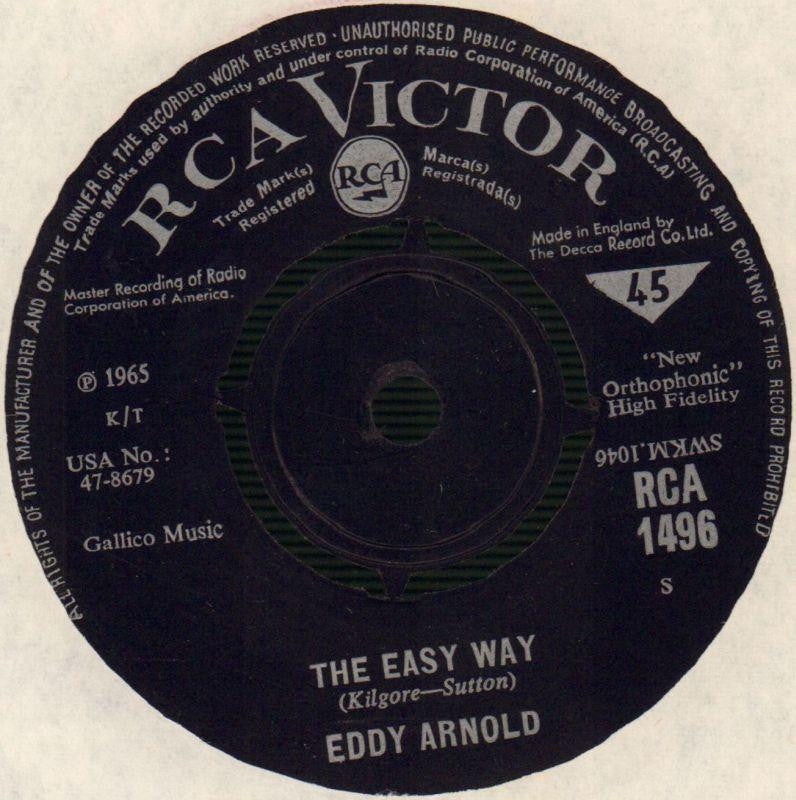 ALL RIGHTS OF THE MANUFACTURER AND OF THE OWNER OF THE RECORDED WORK RESERVED · UNAUTHORISED PUBLIC PERFORMANCE BROADCASTING AND COPYING OF THIS RECORD PROHIBITED
Trade Marks used by authority and under control of Radio Corporation of America (R.C.A)
RCA VICTOR
Trade Mark(s)
Registered
RCA
Marca(s)
Registrada(s)
Made in England by
The Decca Record Co. Ltd.
Master Recording of Radio
Corporation of America.
45
℗ 1965
K/T
USA No.:
47-8679
Gallico Music
"New
Orthophonic"
High Fidelity
SWKM.1046
RCA
1496
S
THE EASY WAY
(Kilgore—Sutton)
EDDY ARNOLD